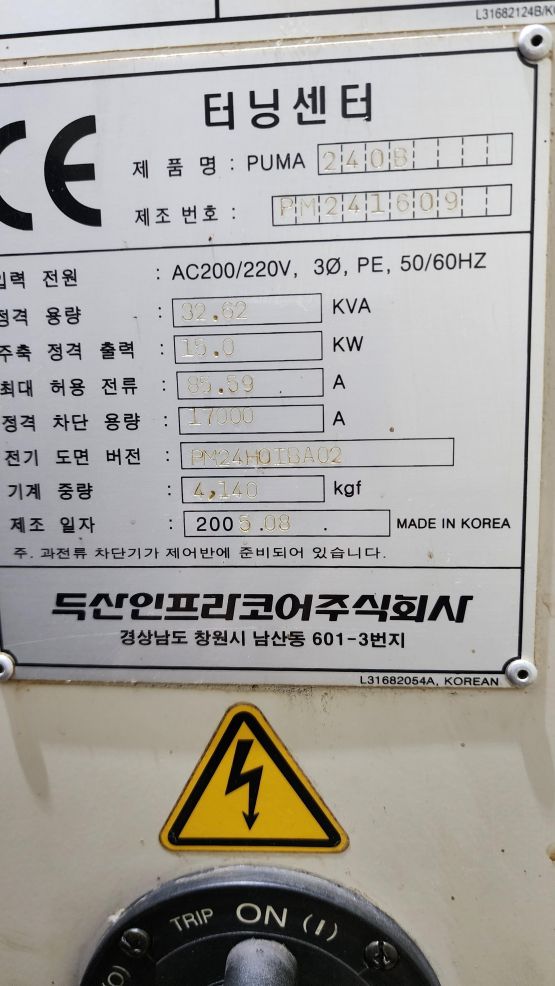 L31682124B/K
CE
터닝센터
제 품 명 : PUMA 240B
제조 번호 : PM241609
입력 전원 : AC200/220V, 3Ø, PE, 50/60HZ
정격 용량 : 32.62 KVA
주축 정격 출력 : 15.0 KW
최대 허용 전류 : 85.59 A
정격 차단 용량 : 17000 A
전기 도면 버전 : PM24H0IBA02
기계 중량 : 4,140 kgf
제조 일자 : 2005.08 . MADE IN KOREA
주. 과전류 차단기가 제어반에 준비되어 있습니다.
두산인프라코어주식회사
경상남도 창원시 남산동 601-3번지
L31682054A, KOREAN
TRIP ON (I)
(O)